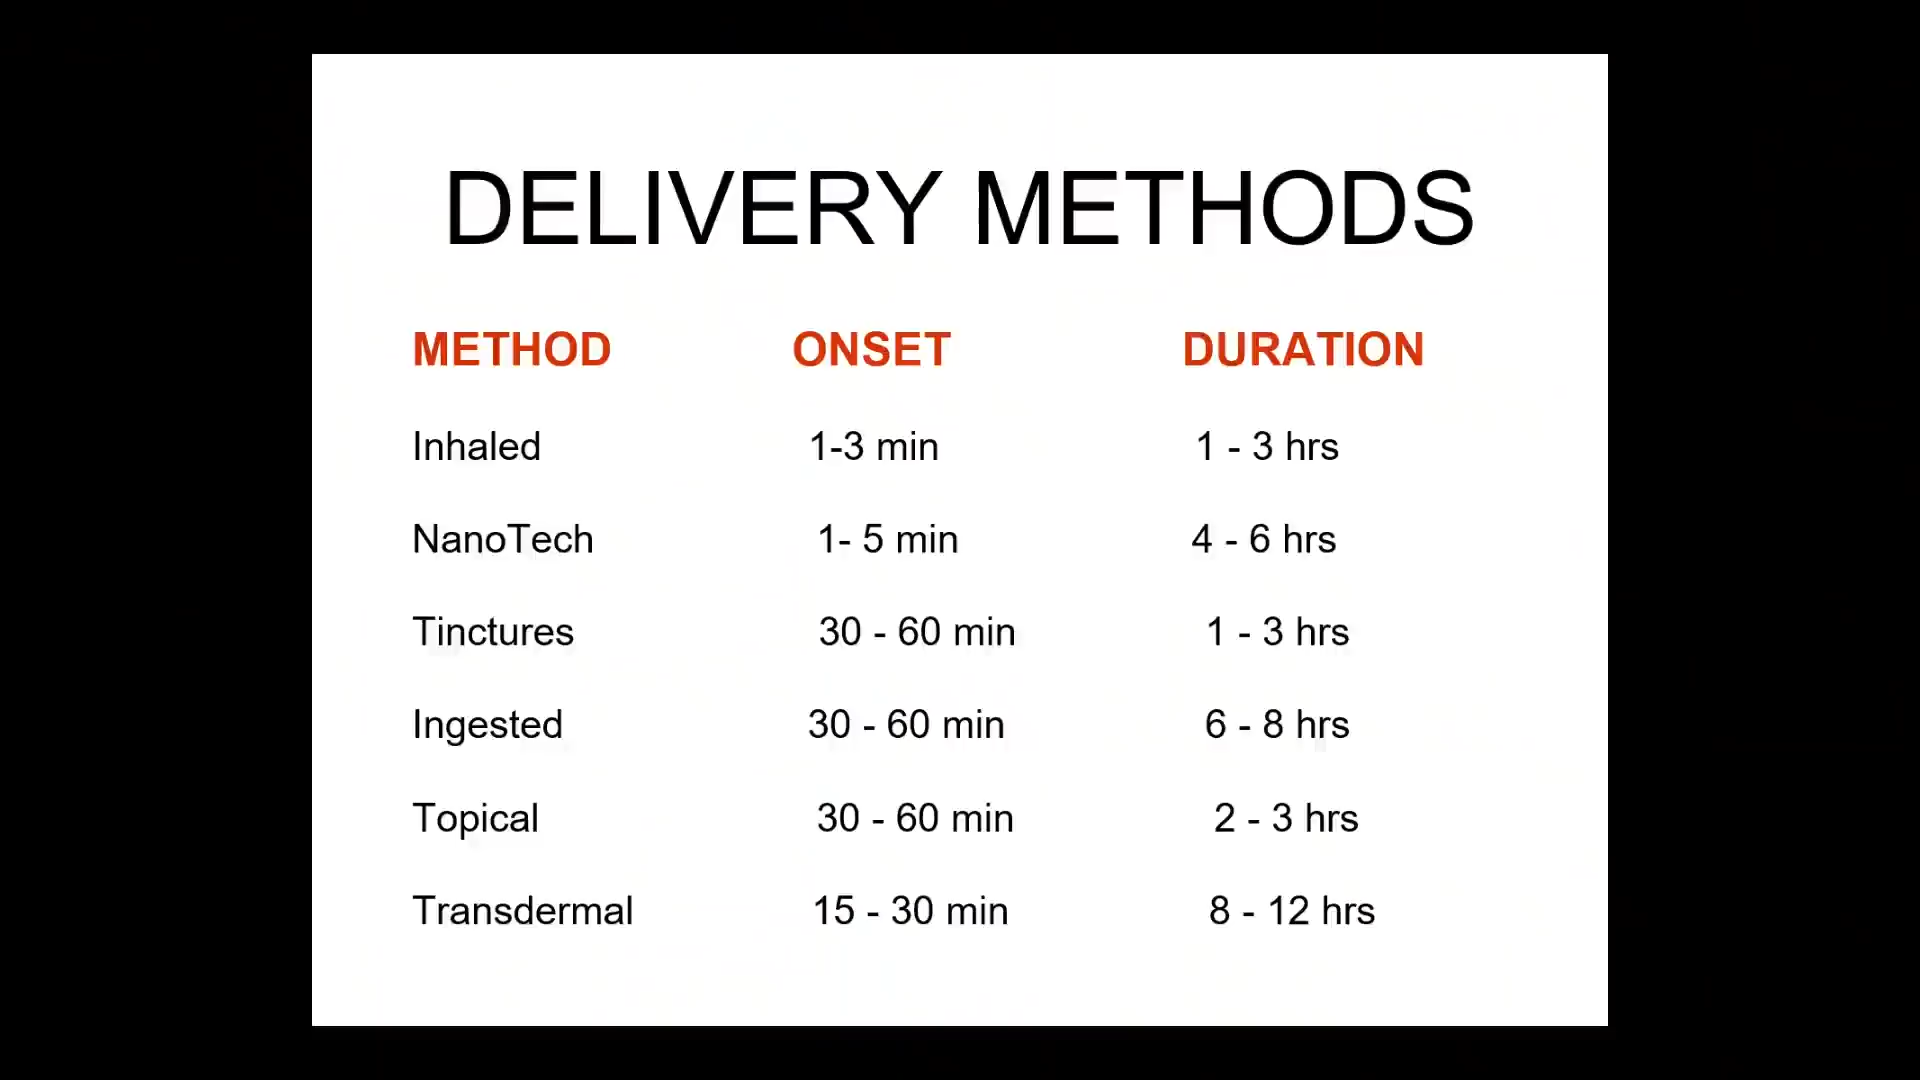 DELIVERY METHODS
METHOD ONSET DURATION
Inhaled 1-3 min 1 - 3 hrs
NanoTech 1- 5 min 4 - 6 hrs
Tinctures 30 - 60 min 1 - 3 hrs
Ingested 30 - 60 min 6 - 8 hrs
Topical 30 - 60 min 2 - 3 hrs
Transdermal 15 - 30 min 8 - 12 hrs